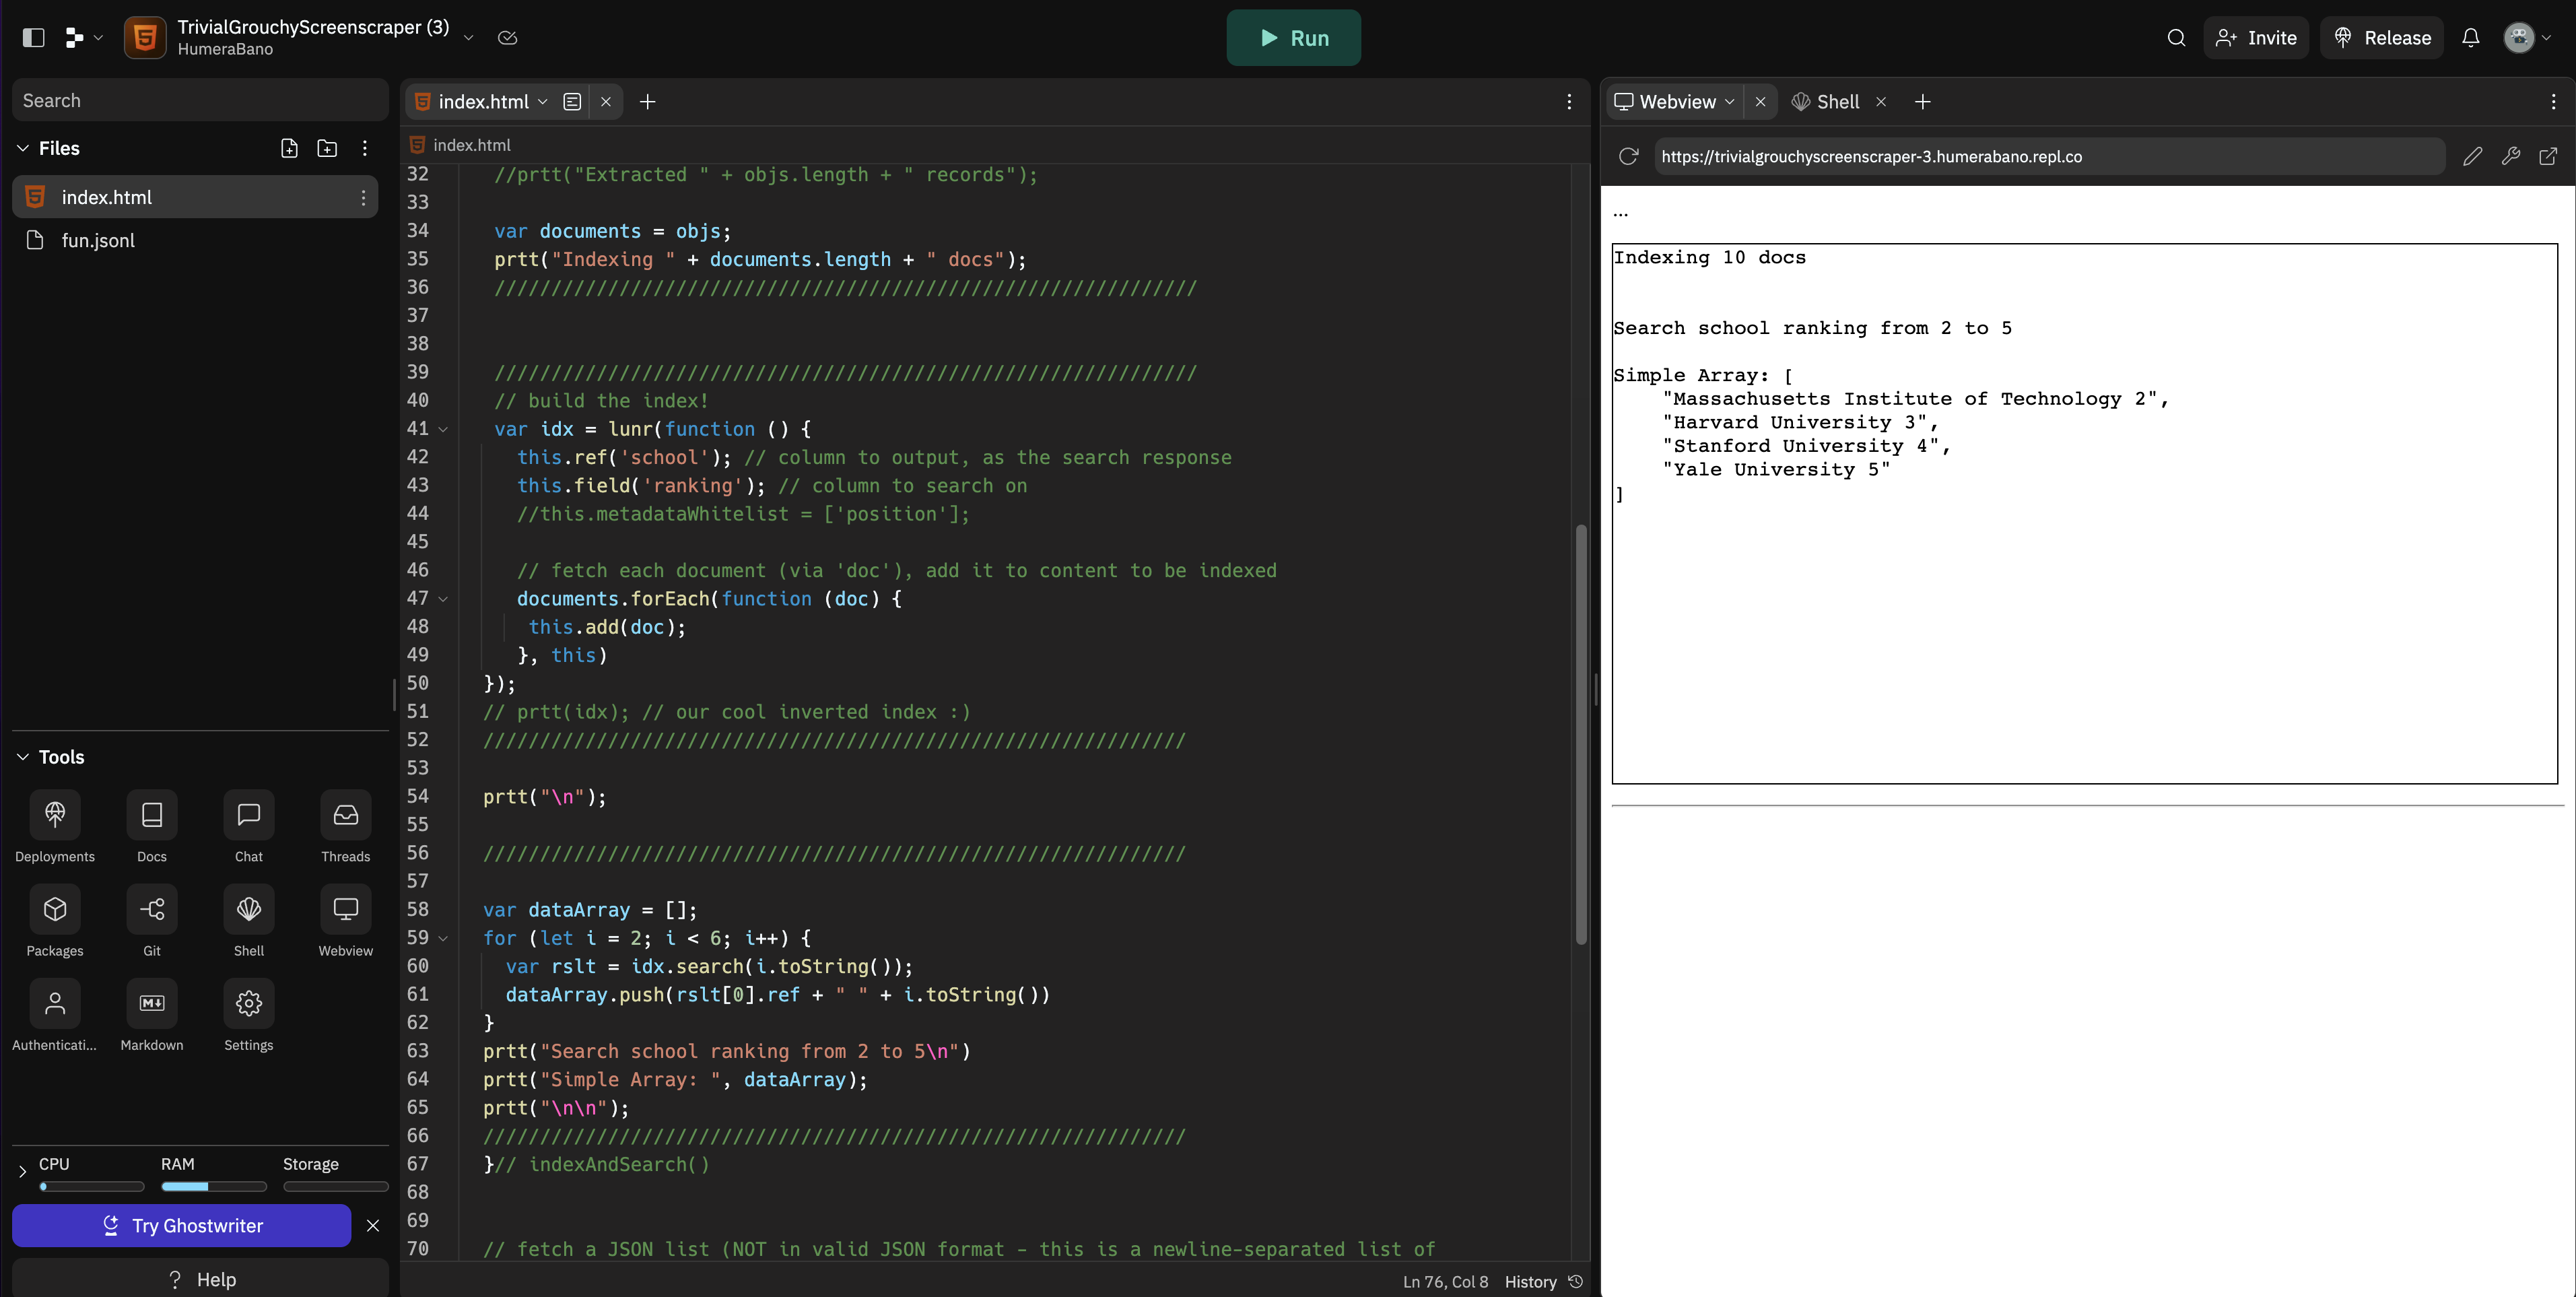 TrivialGrouchyScreenscraper (3)
HumeraBano
Run
Invite
Release
Search
Files
index.html
fun.jsonl
Tools
Deployments
Docs
Chat
Threads
Packages
Git
Shell
Webview
Authenticati...
Markdown
Settings
CPU
RAM
Storage
Try Ghostwriter
? Help
index.html
index.html
32 //prtt("Extracted " + objs.length + " records");
33
34 var documents = objs;
35 prtt("Indexing " + documents.length + " docs");
36 //////////////////////////////////////////////////////////////
37
38
39 //////////////////////////////////////////////////////////////
40 // build the index!
41 var idx = lunr(function () {
42 this.ref('school'); // column to output, as the search response
43 this.field('ranking'); // column to search on
44 //this.metadataWhitelist = ['position'];
45
46 // fetch each document (via 'doc'), add it to content to be indexed
47 documents.forEach(function (doc) {
48 this.add(doc);
49 }, this)
50 });
51 // prtt(idx); // our cool inverted index :)
52 //////////////////////////////////////////////////////////////
53
54 prtt("\n");
55
56 //////////////////////////////////////////////////////////////
57
58 var dataArray = [];
59 for (let i = 2; i < 6; i++) {
60 var rslt = idx.search(i.toString());
61 dataArray.push(rslt[0].ref + " " + i.toString())
62 }
63 prtt("Search school ranking from 2 to 5\n")
64 prtt("Simple Array: ", dataArray);
65 prtt("\n\n");
66 //////////////////////////////////////////////////////////////
67 }// indexAndSearch()
68
69
70 // fetch a JSON list (NOT in valid JSON format - this is a newline-separated list of
Ln 76, Col 8 History
Webview
Shell
https://trivialgrouchyscreenscraper-3.humerabano.repl.co
...
Indexing 10 docs
Search school ranking from 2 to 5
Simple Array: [
"Massachusetts Institute of Technology 2",
"Harvard University 3",
"Stanford University 4",
"Yale University 5"
]